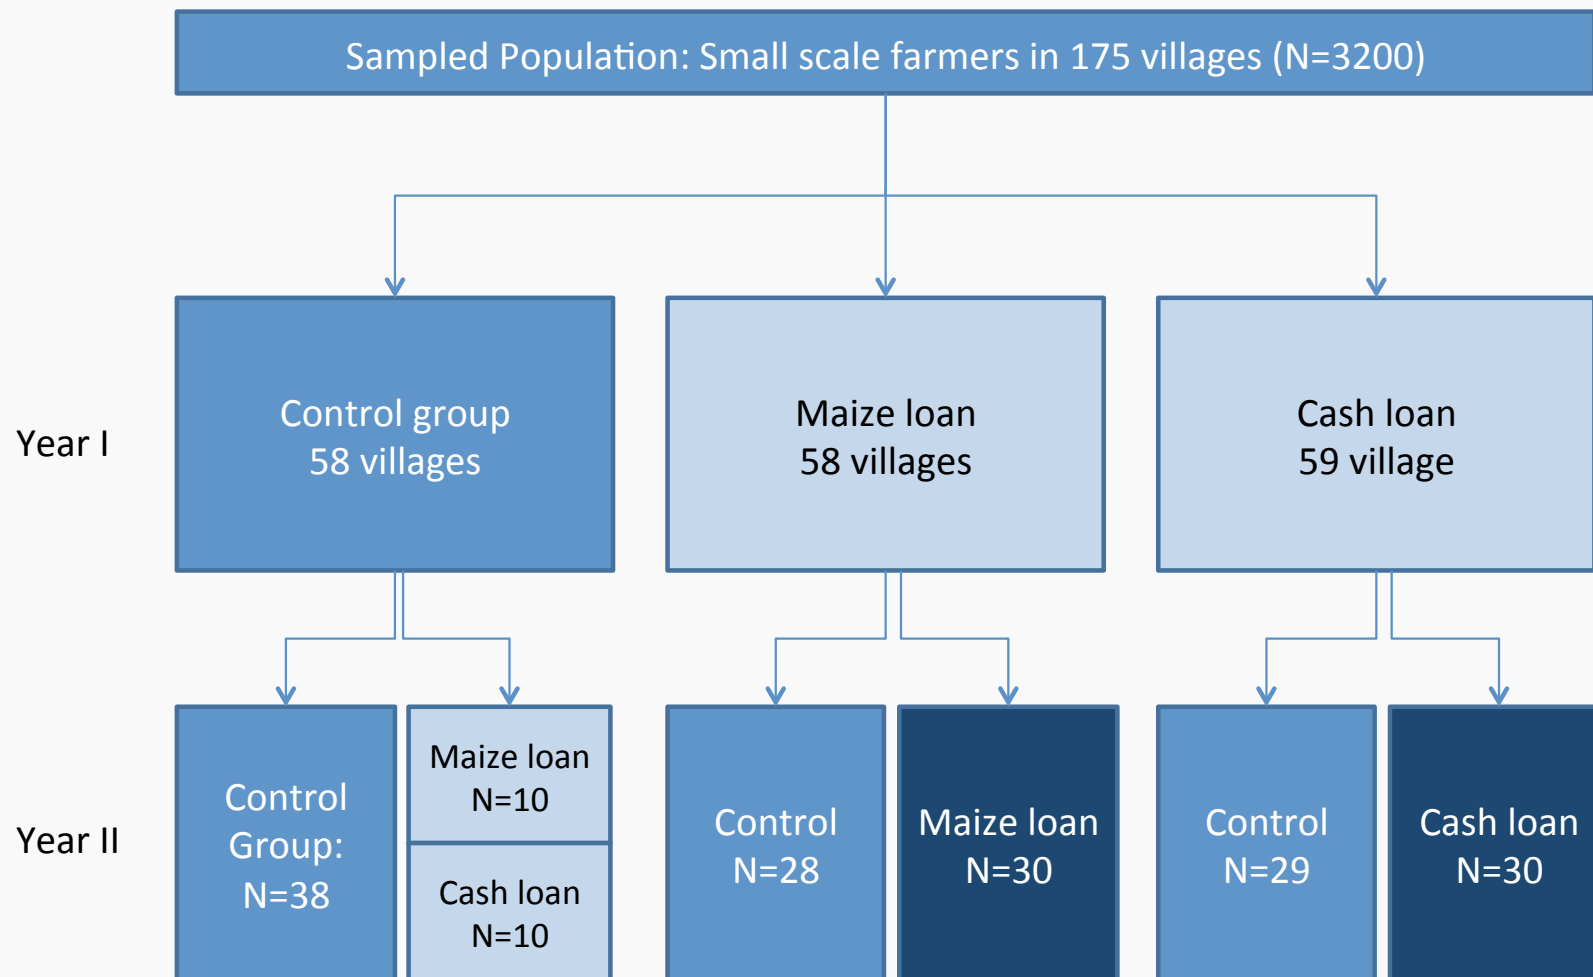 Sampled Population: Small scale farmers in 175 villages (N=3200)
Year I
Control group
58 villages
Maize loan
58 villages
Cash loan
59 village
Year II
Control
Group:
N=38
Maize loan
N=10
Cash loan
N=10
Control
N=28
Maize loan
N=30
Control
N=29
Cash loan
N=30